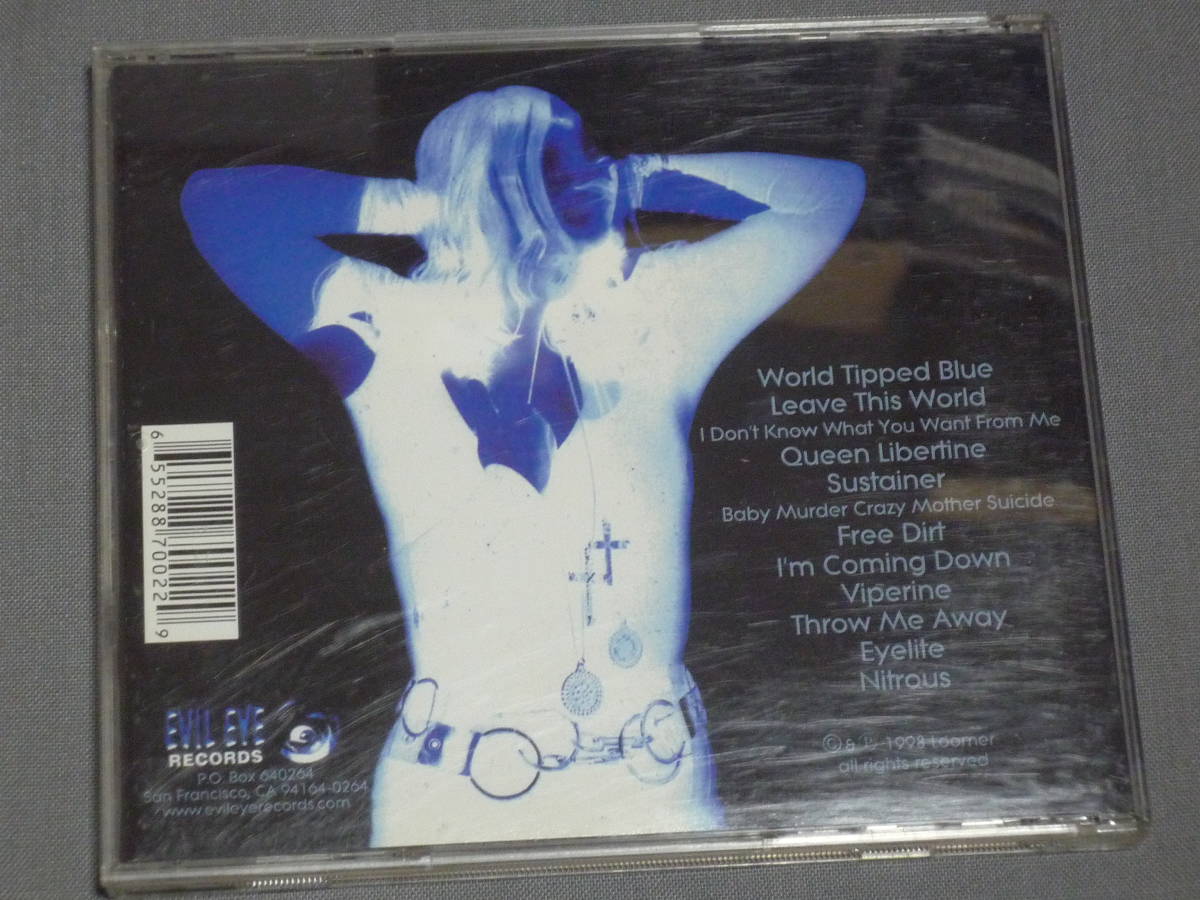 World Tipped Blue
Leave This World
I Don't Know What You Want From Me
Queen Libertine
Sustainer
Baby Murder Crazy Mother Suicide
Free Dirt
I'm Coming Down
Viperine
Throw Me Away
Eyelite
Nitrous
6 55288 70022 9
EVIL EYE
RECORDS
P.O. Box 640264
San Francisco, CA 94164-0264
www.evileyerecords.com
© & ℗ 1998 Loomer
all rights reserved